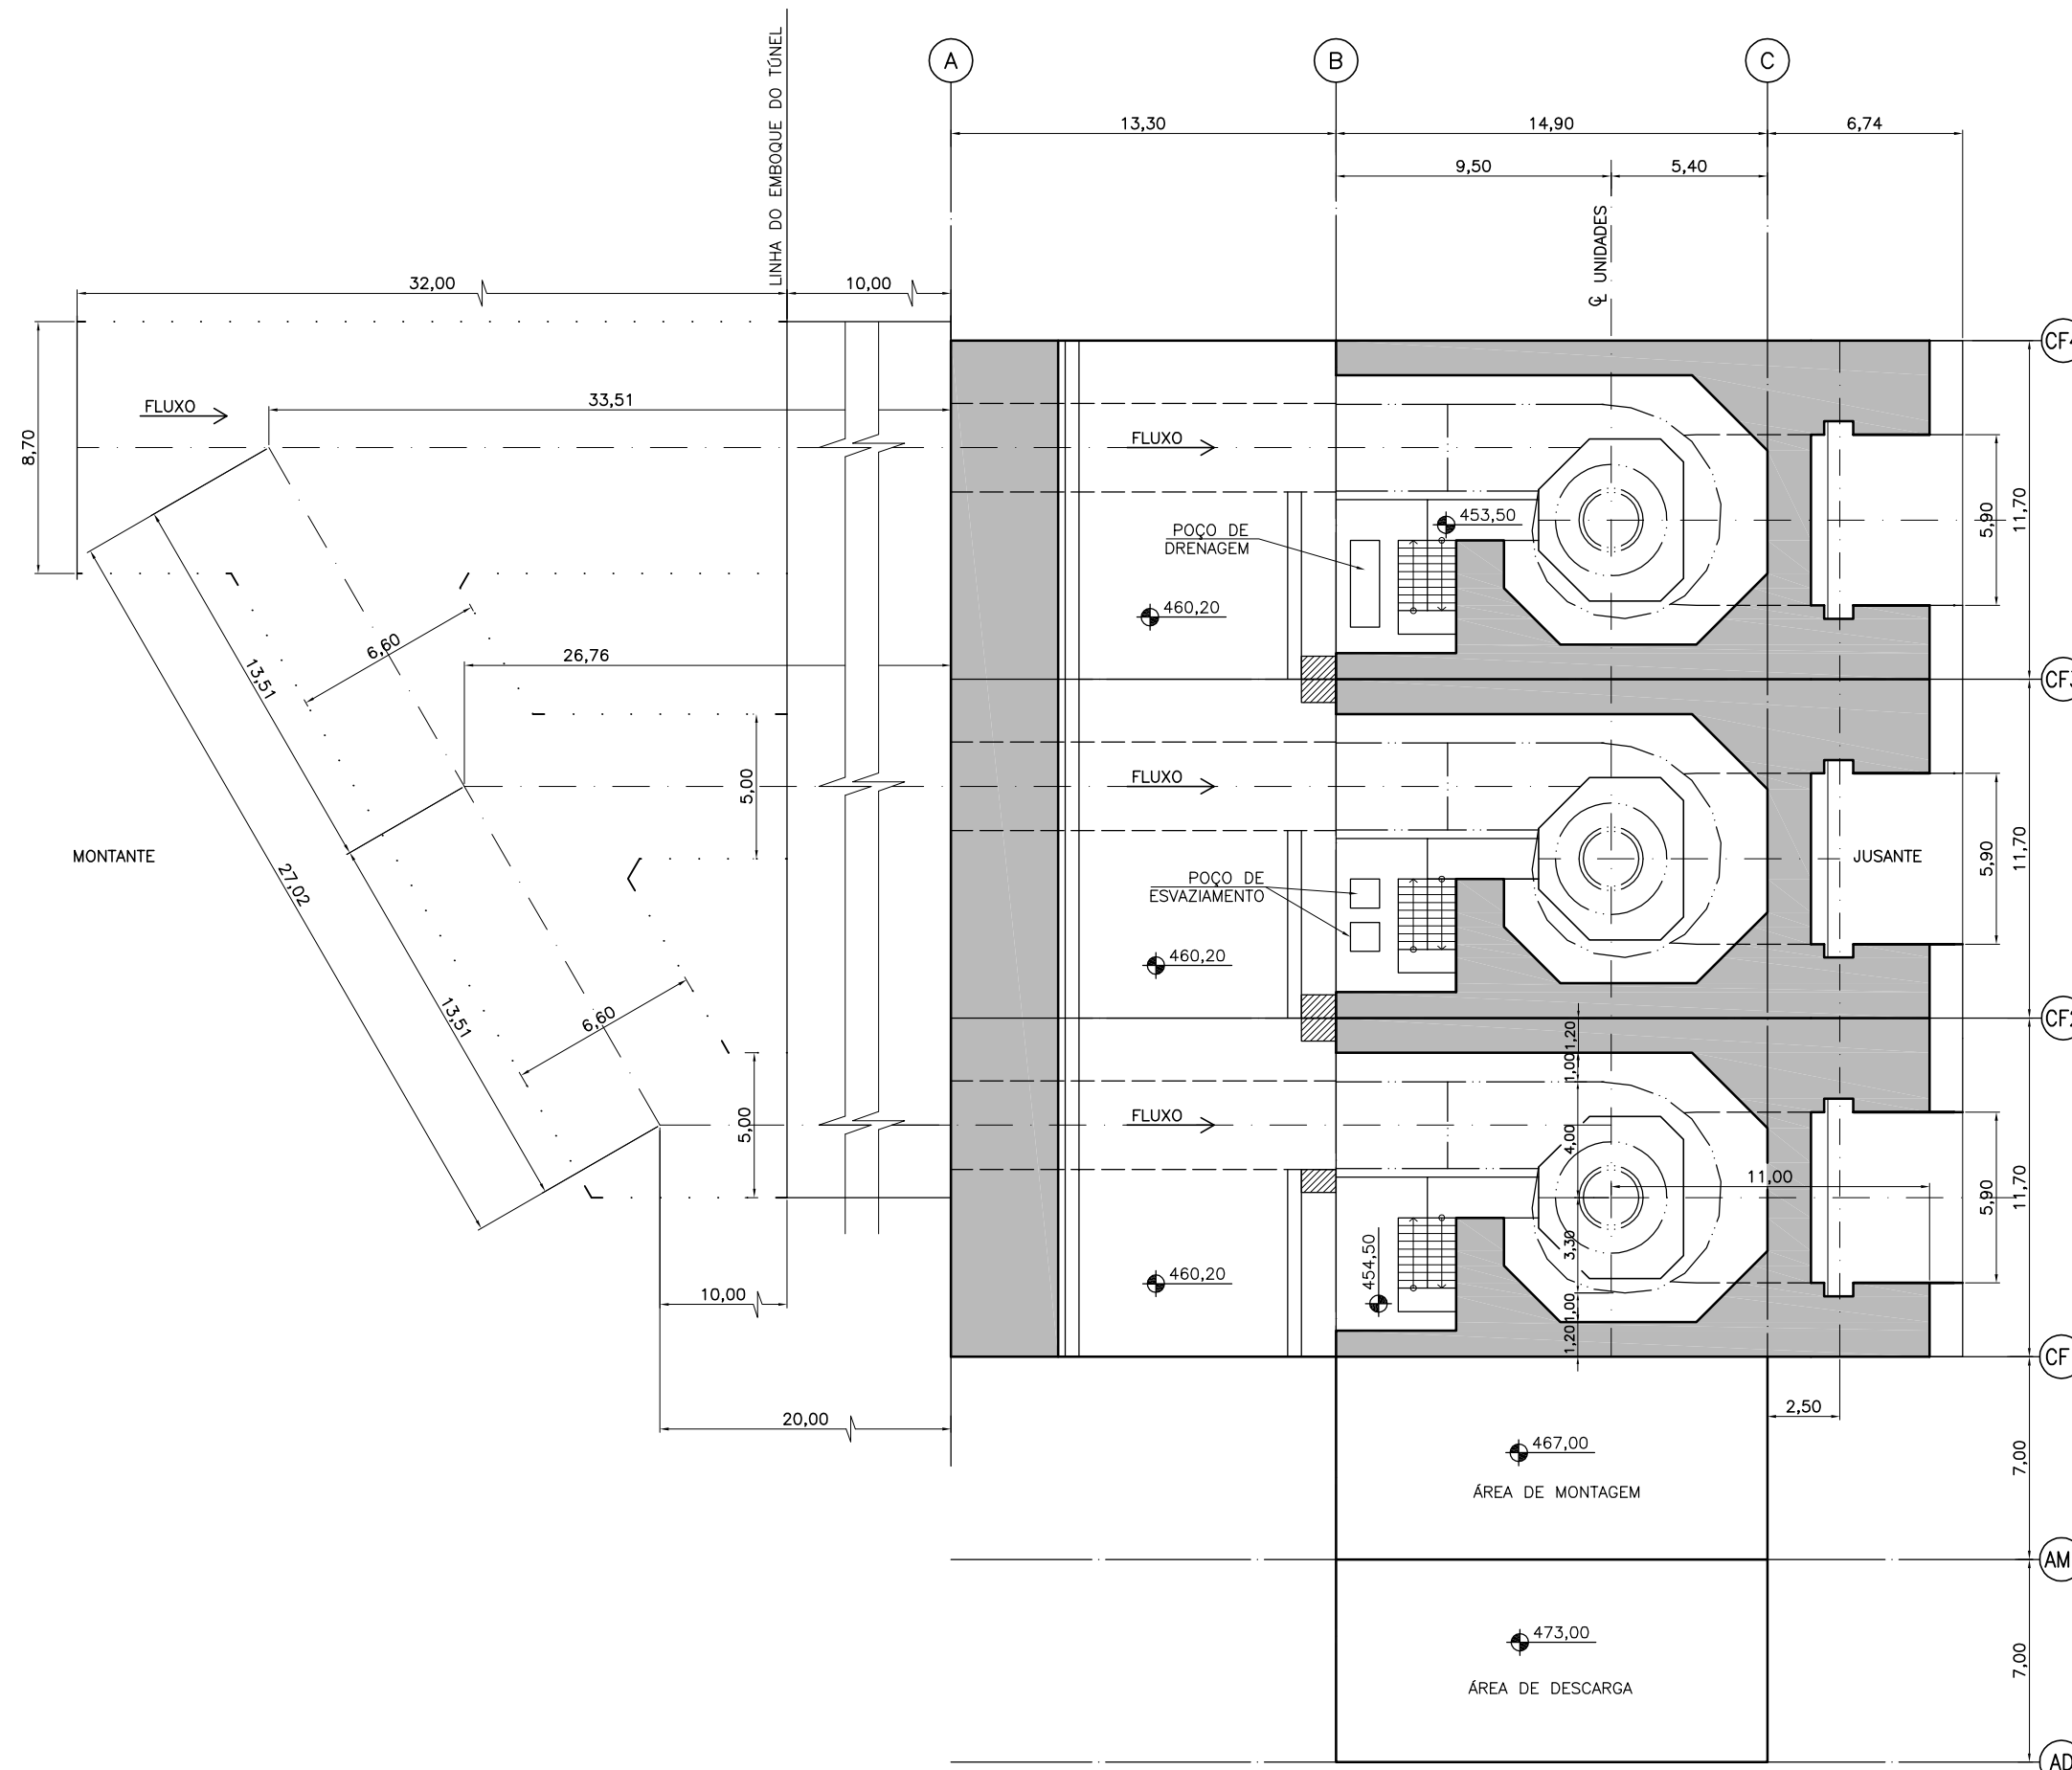 LINHA DO EMBOQUE DO TÚNEL
A
B
C
13,30
14,90
6,74
9,50
5,40
℄ UNIDADES
32,00
10,00
CF4
8,70
FLUXO
33,51
FLUXO
5,90
11,70
POÇO DE
DRENAGEM
453,50
460,20
6,60
13,51
26,76
CF3
5,00
FLUXO
MONTANTE
27,02
POÇO DE
ESVAZIAMENTO
JUSANTE
5,90
11,70
460,20
13,51
6,60
CF2
1,20
1,00
5,00
FLUXO
4,00
11,00
5,90
11,70
3,30
454,50
460,20
10,00
1,00
1,20
CF
20,00
2,50
467,00
ÁREA DE MONTAGEM
7,00
AM
473,00
ÁREA DE DESCARGA
7,00
AD